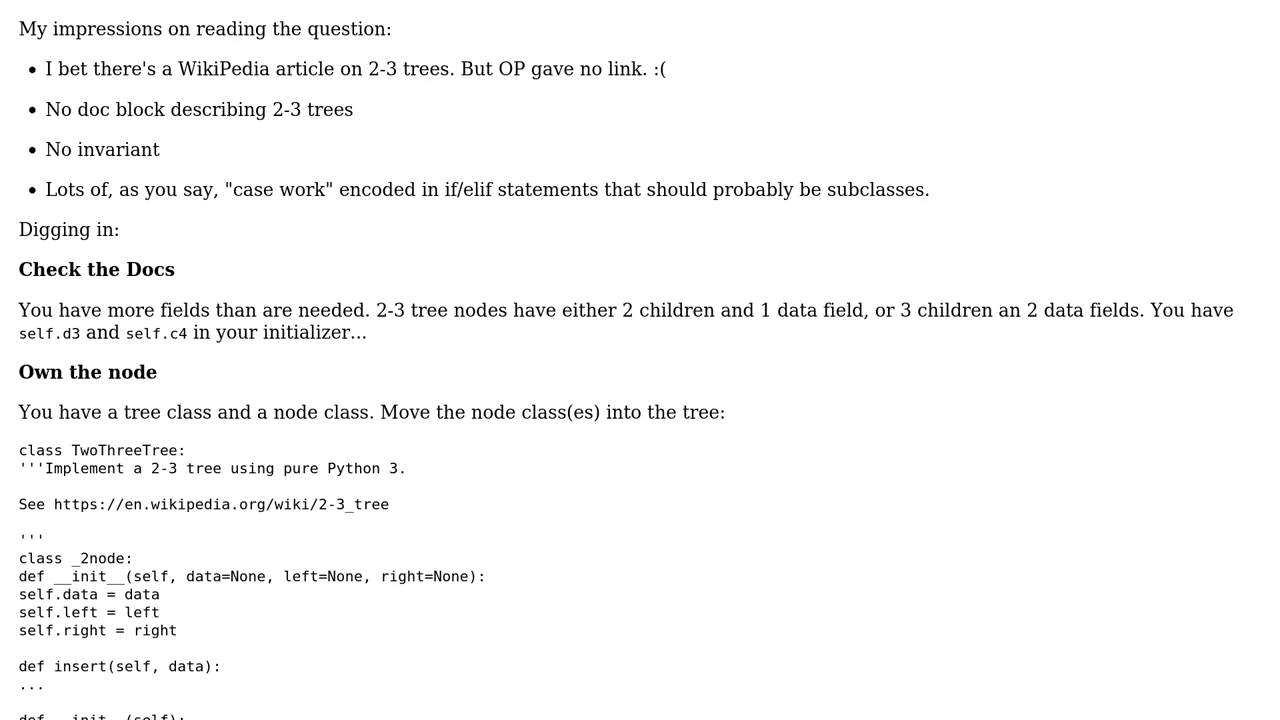 My impressions on reading the question:
• I bet there's a WikiPedia article on 2-3 trees. But OP gave no link. :(
• No doc block describing 2-3 trees
• No invariant
• Lots of, as you say, "case work" encoded in if/elif statements that should probably be subclasses.
Digging in:
Check the Docs
You have more fields than are needed. 2-3 tree nodes have either 2 children and 1 data field, or 3 children an 2 data fields. You have
self.d3 and self.c4 in your initializer...
Own the node
You have a tree class and a node class. Move the node class(es) into the tree:
class TwoThreeTree:
'''Implement a 2-3 tree using pure Python 3.
See https://en.wikipedia.org/wiki/2-3_tree
'''
class _2node:
def __init__(self, data=None, left=None, right=None):
self.data = data
self.left = left
self.right = right
def insert(self, data):
...
def __init__(self):